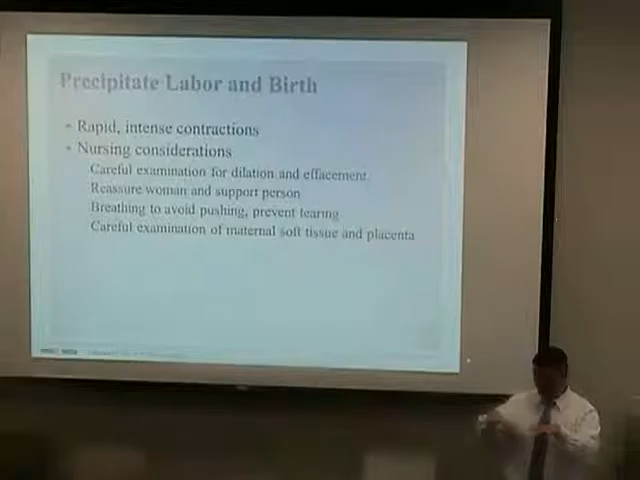 Precipitate Labor and Birth
• Rapid, intense contractions
• Nursing considerations
Careful examination for dilation and effacement
Reassure woman and support person
Breathing to avoid pushing, prevent tearing
Careful examination of maternal soft tissue and placenta